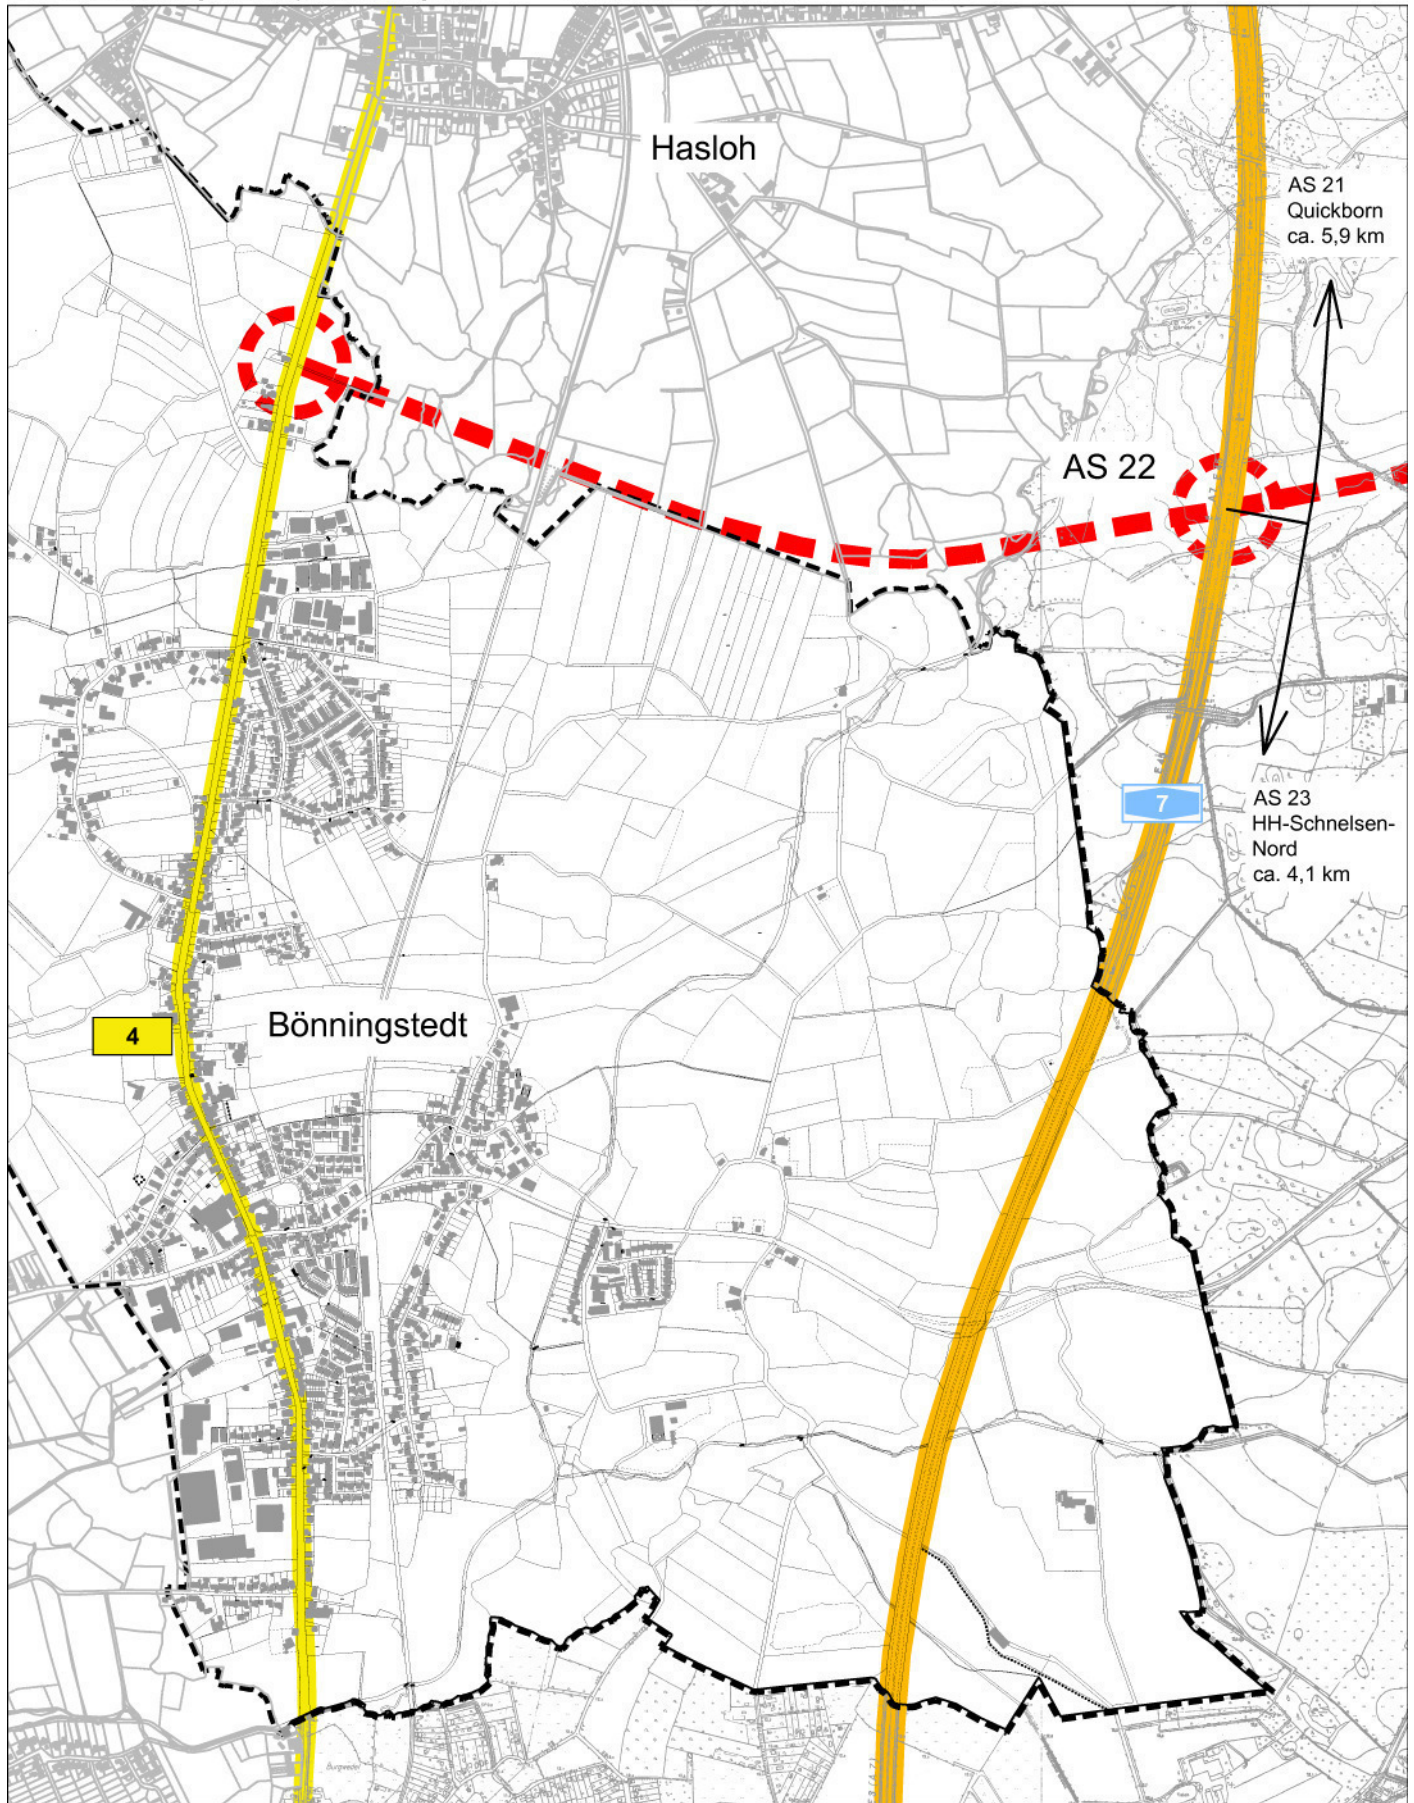 Hasloh
AS 21
Quickborn
ca. 5,9 km
AS 22
7
AS 23
HH-Schnelsen-
Nord
ca. 4,1 km
Bönningstedt
4
Burgwedel